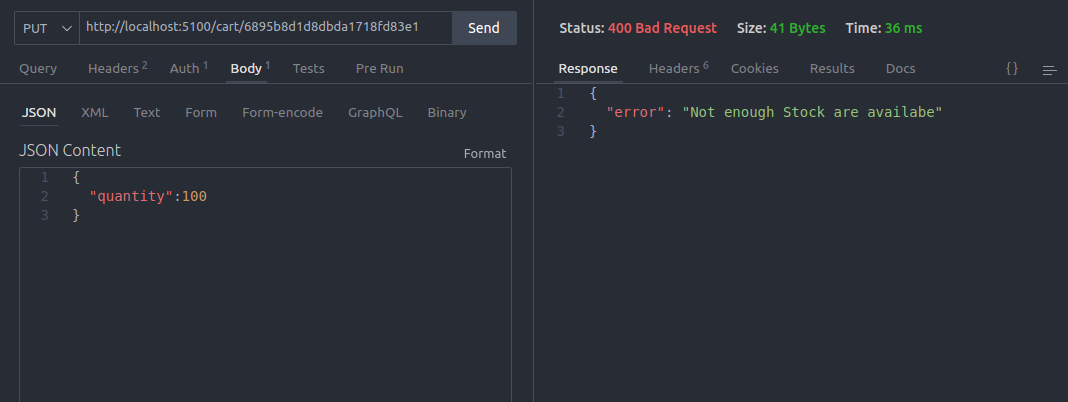 PUT http://localhost:5100/cart/6895b8d1d8dbda1718fd83e1 Send
Query Headers 2 Auth 1 Body 1 Tests Pre Run
JSON XML Text Form Form-encode GraphQL Binary
JSON Content Format
1 {
2 "quantity":100
3 }
Status: 400 Bad Request Size: 41 Bytes Time: 36 ms
Response Headers 6 Cookies Results Docs {}
1 {
2 "error": "Not enough Stock are availabe"
3 }